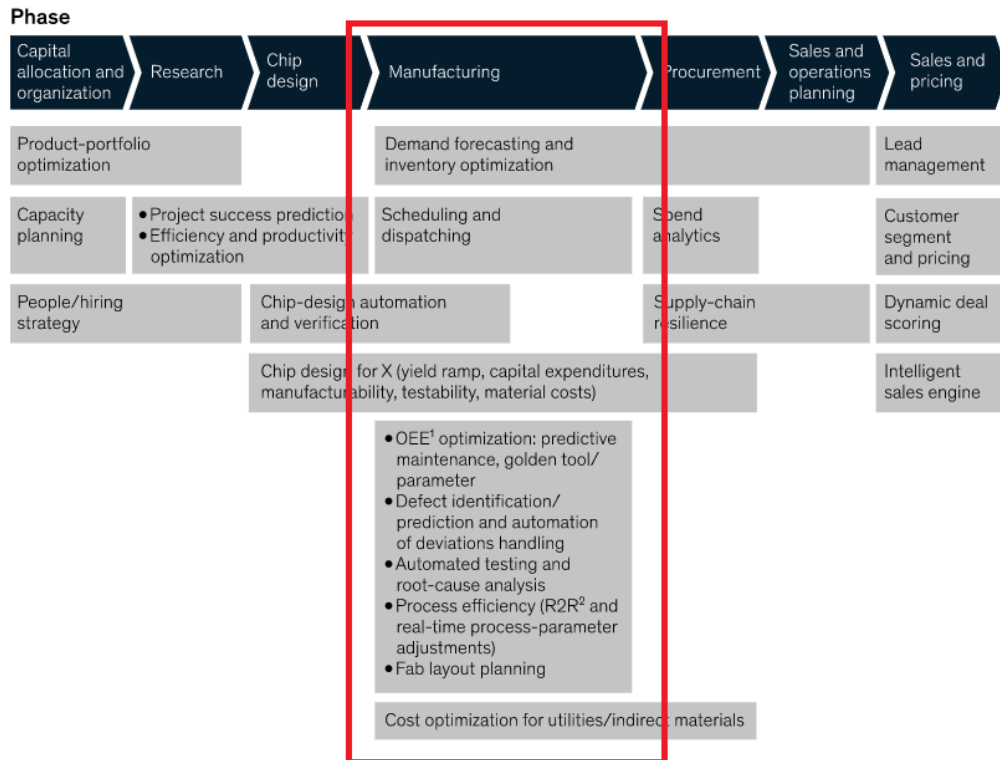 Phase
Capital
allocation and
organization
Research
Chip
design
Manufacturing
Procurement
Sales and
operations
planning
Sales and
pricing
Product-portfolio
optimization
Demand forecasting and
inventory optimization
Lead
management
Capacity
planning
• Project success prediction
• Efficiency and productivity
optimization
Scheduling and
dispatching
Spend
analytics
Customer
segment
and pricing
People/hiring
strategy
Chip-design automation
and verification
Supply-chain
resilience
Dynamic deal
scoring
Chip design for X (yield ramp, capital expenditures,
manufacturability, testability, material costs)
Intelligent
sales engine
• OEE¹ optimization: predictive
maintenance, golden tool/
parameter
• Defect identification/
prediction and automation
of deviations handling
• Automated testing and
root-cause analysis
• Process efficiency (R2R² and
real-time process-parameter
adjustments)
• Fab layout planning
Cost optimization for utilities/indirect materials